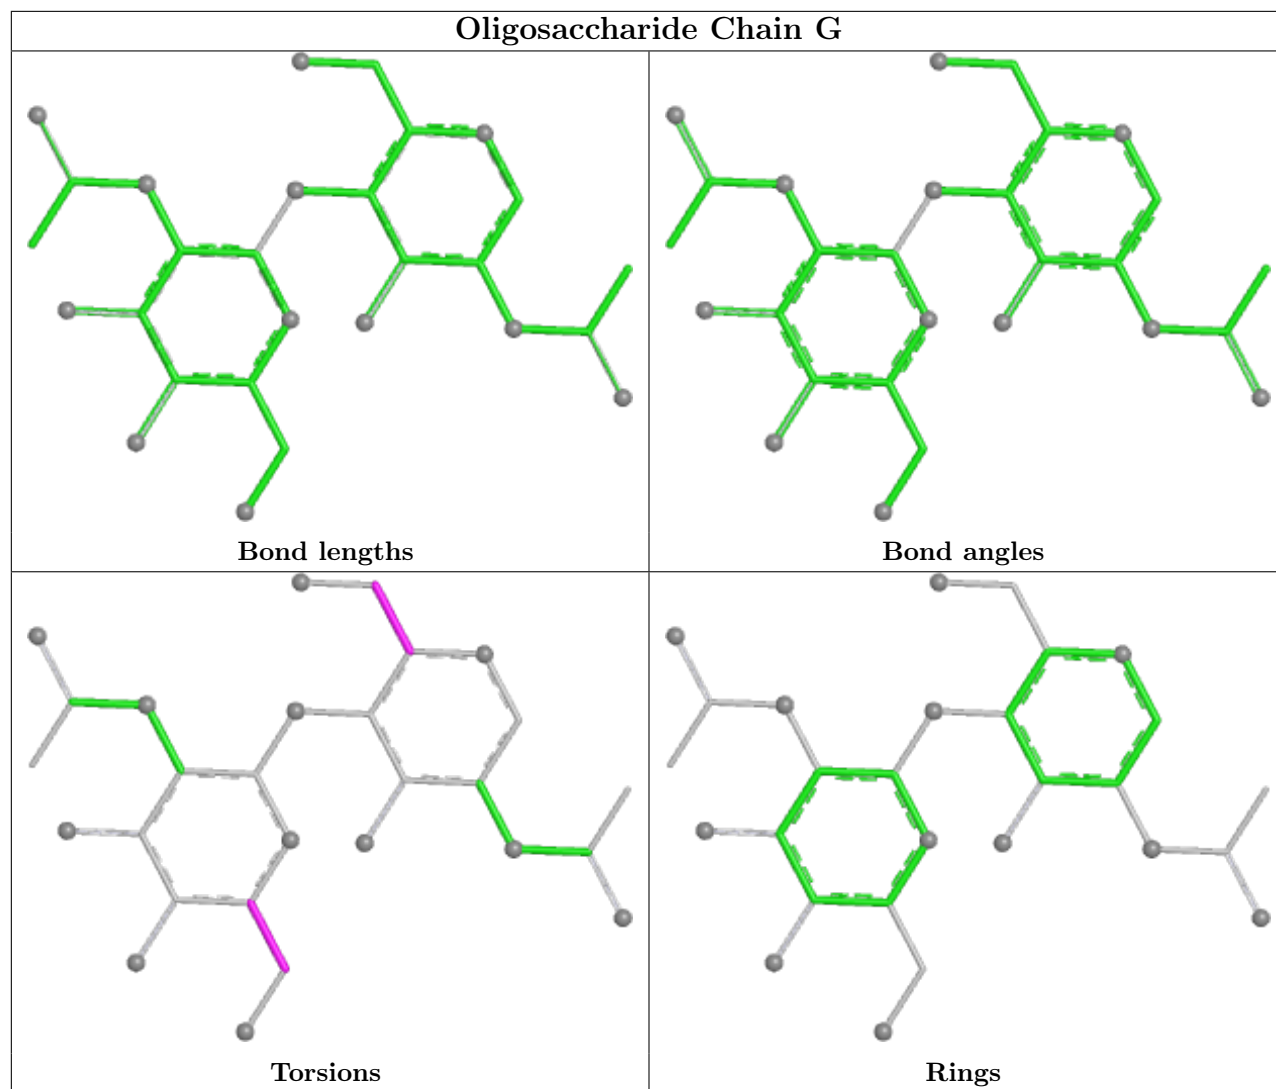 Oligosaccharide Chain G
Bond lengths
Bond angles
Torsions
Rings